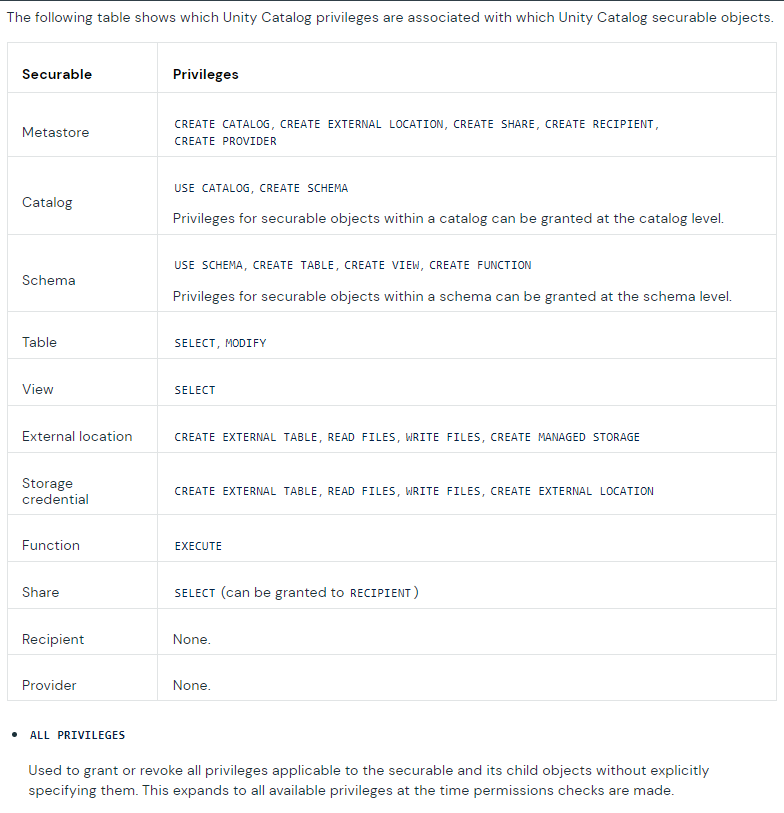 The following table shows which Unity Catalog privileges are associated with which Unity Catalog securable objects.
Securable Privileges
Metastore
CREATE CATALOG, CREATE EXTERNAL LOCATION, CREATE SHARE, CREATE RECIPIENT,
CREATE PROVIDER
Catalog
USE CATALOG, CREATE SCHEMA
Privileges for securable objects within a catalog can be granted at the catalog level.
Schema
USE SCHEMA, CREATE TABLE, CREATE VIEW, CREATE FUNCTION
Privileges for securable objects within a schema can be granted at the schema level.
Table SELECT, MODIFY
View SELECT
External location CREATE EXTERNAL TABLE, READ FILES, WRITE FILES, CREATE MANAGED STORAGE
Storage
credential
CREATE EXTERNAL TABLE, READ FILES, WRITE FILES, CREATE EXTERNAL LOCATION
Function EXECUTE
Share SELECT (can be granted to RECIPIENT)
Recipient None.
Provider None.
• ALL PRIVILEGES
Used to grant or revoke all privileges applicable to the securable and its child objects without explicitly
specifying them. This expands to all available privileges at the time permissions checks are made.